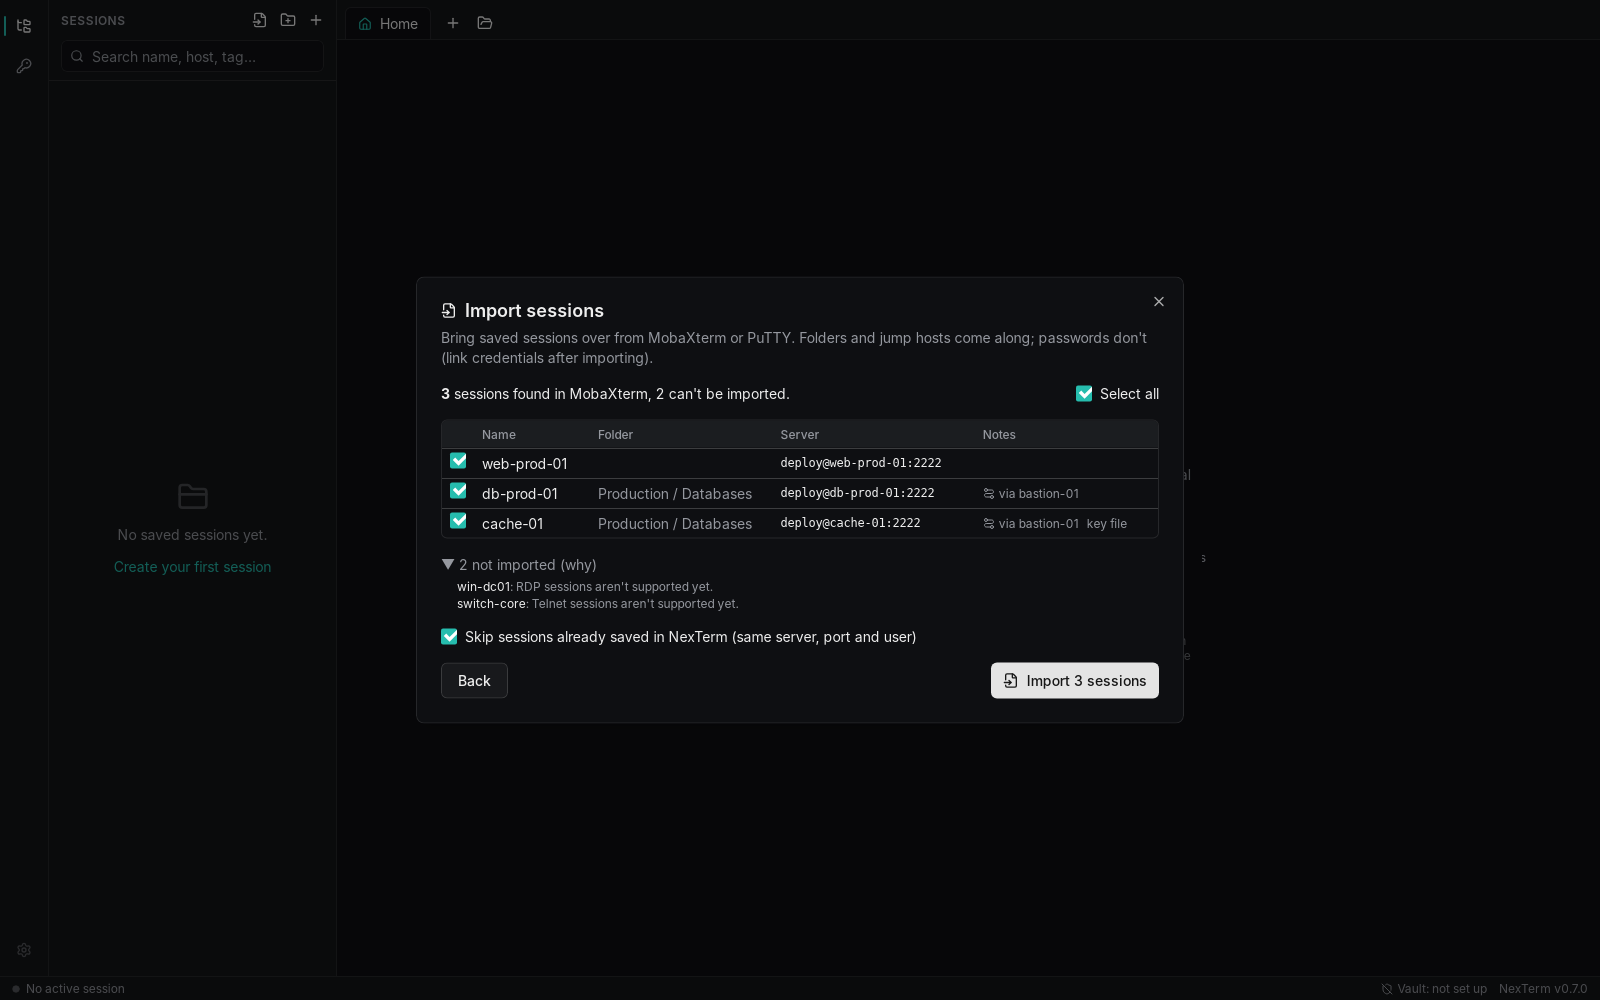 SESSIONS
Home
Search name, host, tag...
No saved sessions yet.
Create your first session
Import sessions
Bring saved sessions over from MobaXterm or PuTTY. Folders and jump hosts come along; passwords don't
(link credentials after importing).
3 sessions found in MobaXterm, 2 can't be imported.
Select all
Name Folder Server Notes
web-prod-01 deploy@web-prod-01:2222
db-prod-01 Production / Databases deploy@db-prod-01:2222 via bastion-01
cache-01 Production / Databases deploy@cache-01:2222 via bastion-01 key file
2 not imported (why)
win-dc01: RDP sessions aren't supported yet.
switch-core: Telnet sessions aren't supported yet.
Skip sessions already saved in NexTerm (same server, port and user)
Back
Import 3 sessions
No active session
Vault: not set up
NexTerm v0.7.0